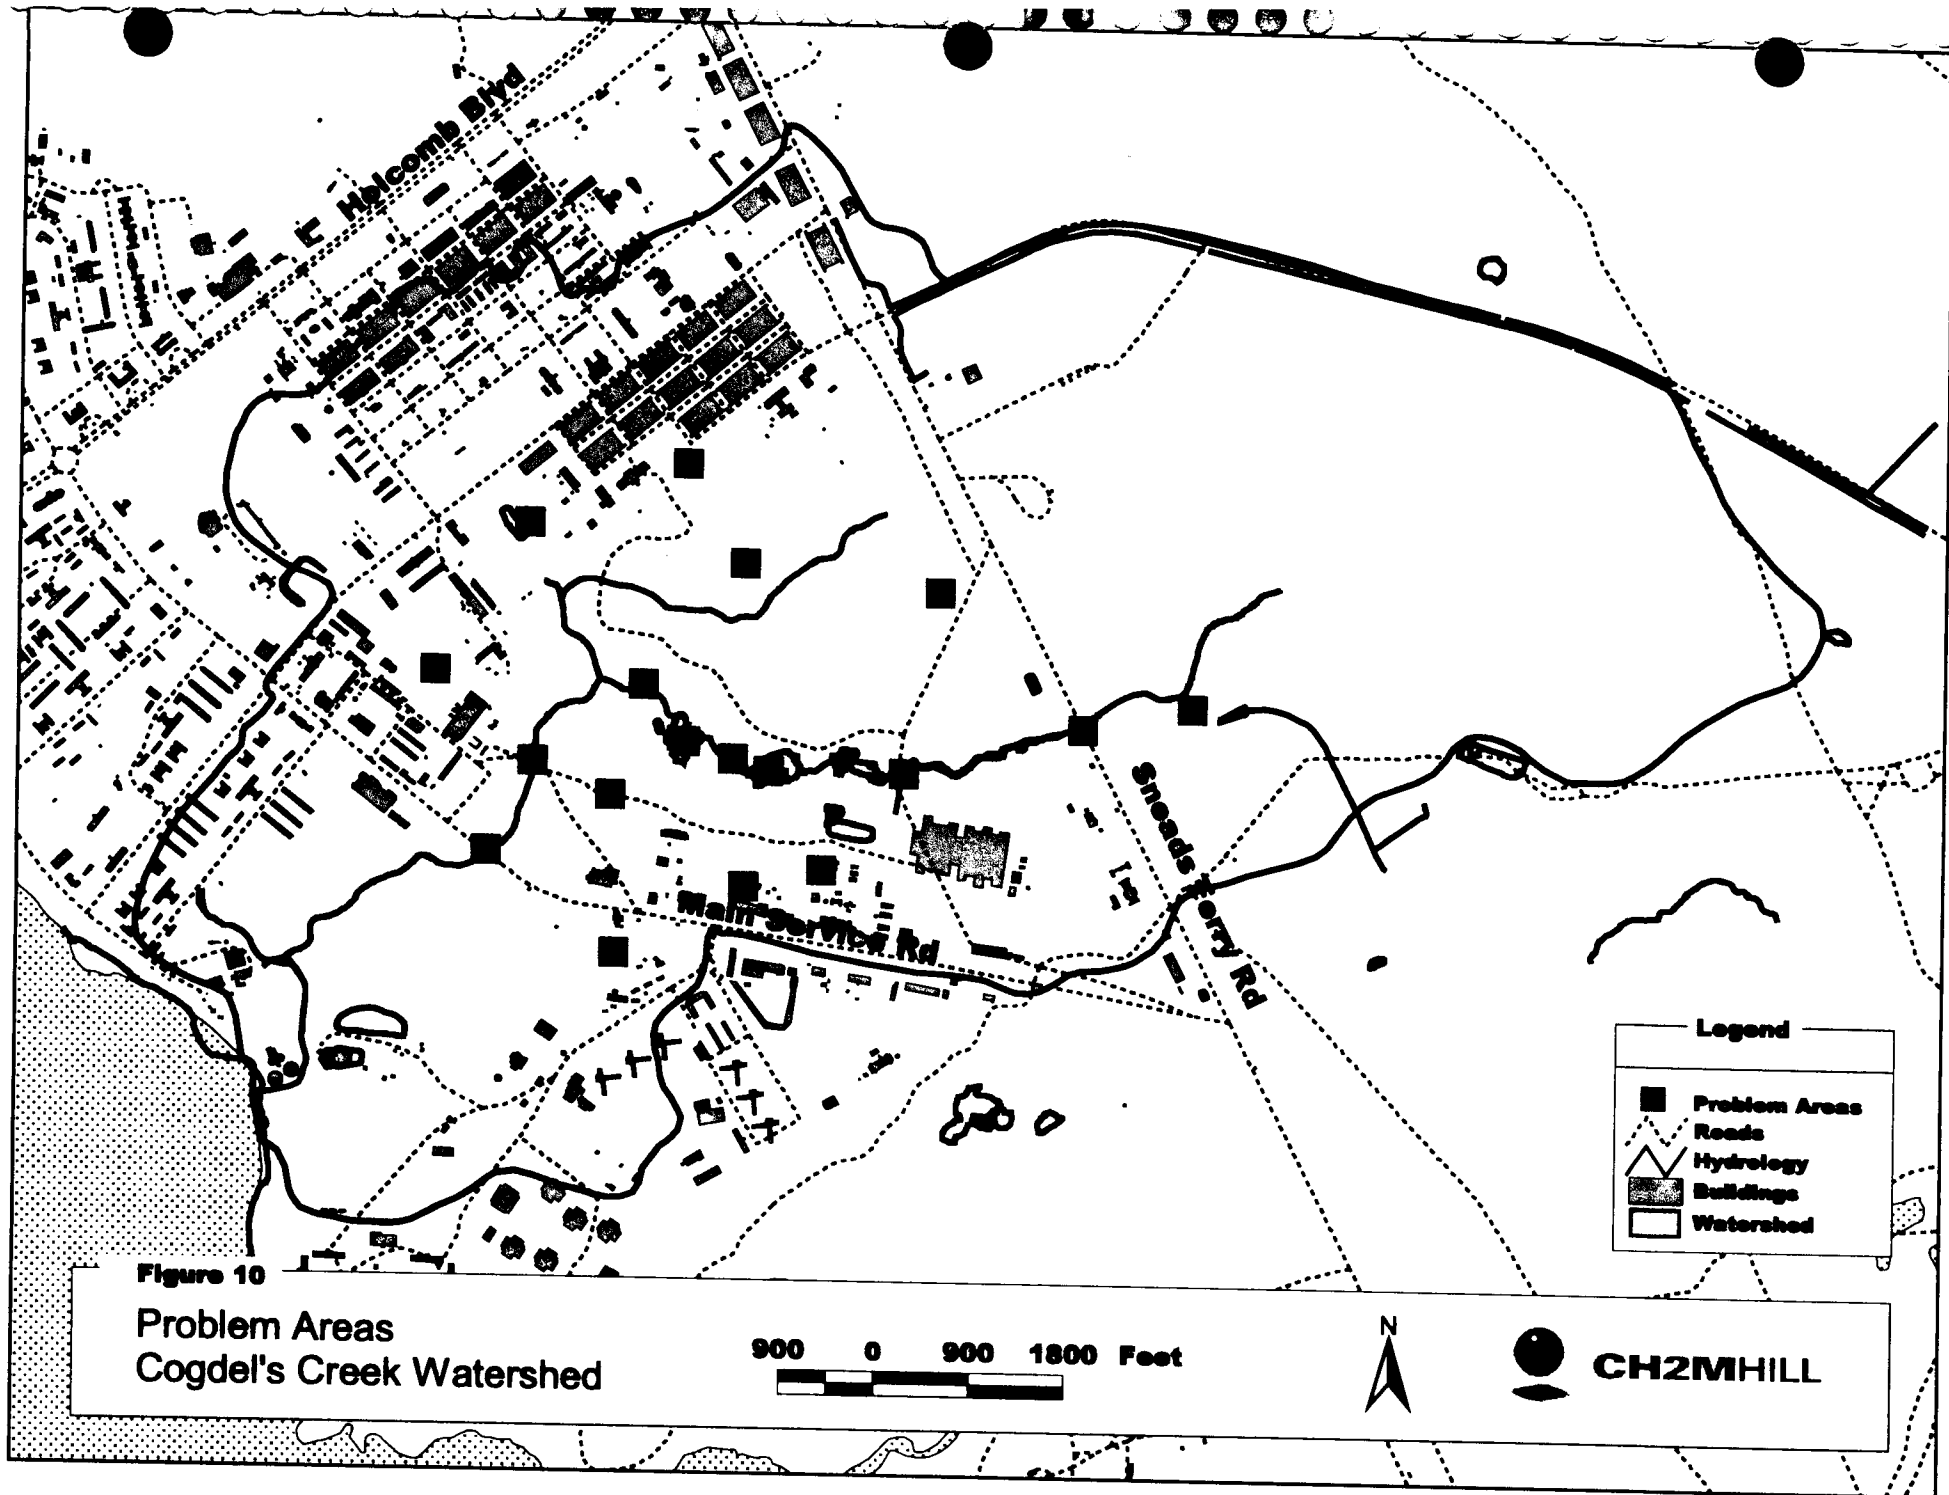 Holcomb Blvd
Sneads Ferry Rd
Main Service Rd
Legend
Problem Areas
Roads
Hydrology
Buildings
Watershed
Figure 10
Problem Areas
Cogdel's Creek Watershed
900 0 900 1800 Feet
N
CH2MHILL